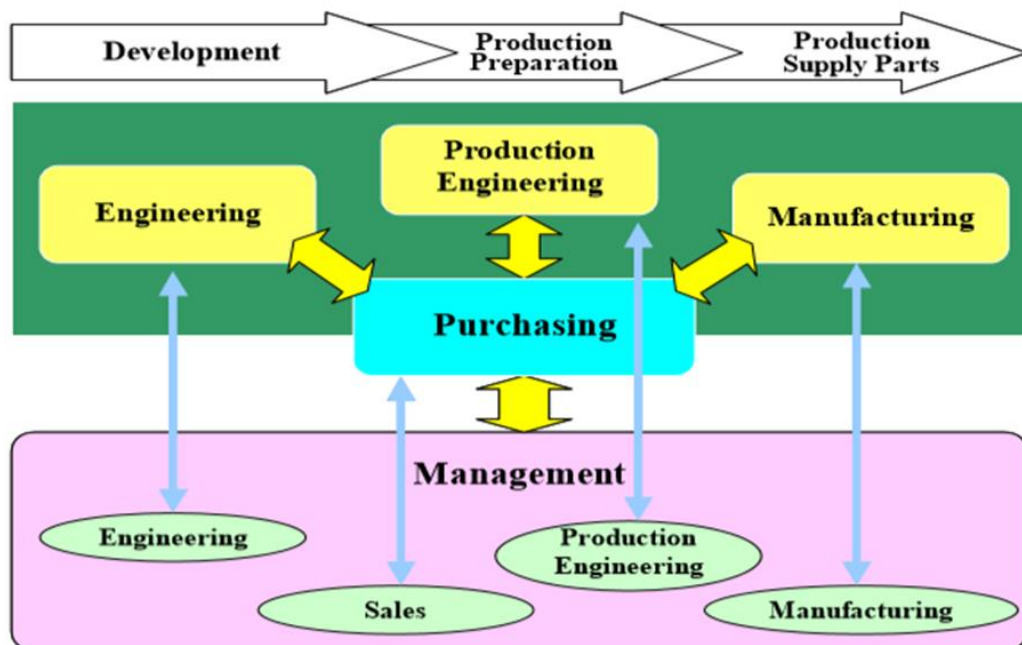 Development
Production
Preparation
Production
Supply Parts
Production
Engineering
Engineering
Manufacturing
Purchasing
Management
Engineering
Production
Engineering
Sales
Manufacturing